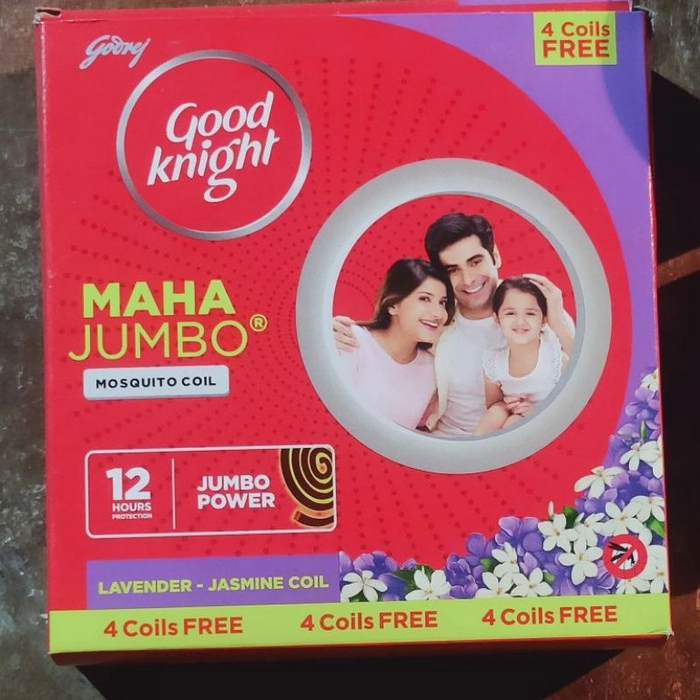 Godrej
4 Coils
FREE
Good
knight
MAHA
JUMBO®
MOSQUITO COIL
12
HOURS
PROTECTION
JUMBO
POWER
LAVENDER - JASMINE COIL
4 Coils FREE 4 Coils FREE 4 Coils FREE